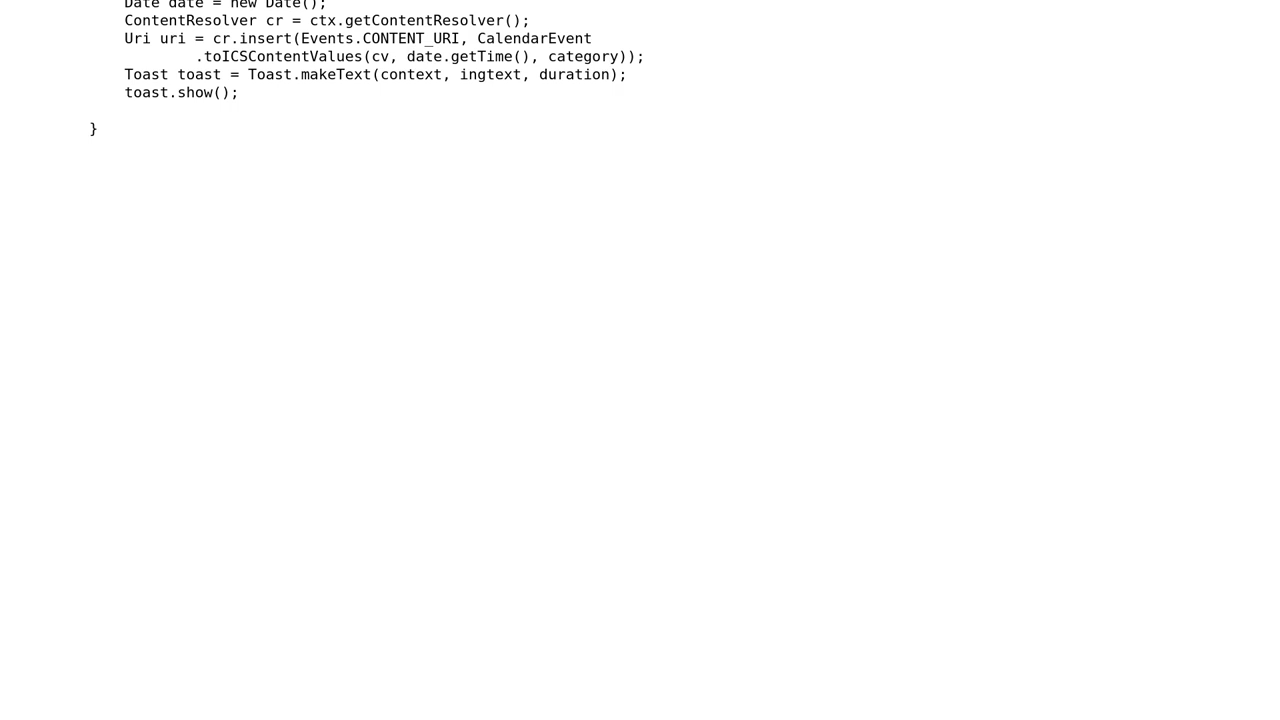 Date date = new Date();
ContentResolver cr = ctx.getContentResolver();
Uri uri = cr.insert(Events.CONTENT_URI, CalendarEvent
.toICSContentValues(cv, date.getTime(), category));
Toast toast = Toast.makeText(context, ingtext, duration);
toast.show();
}